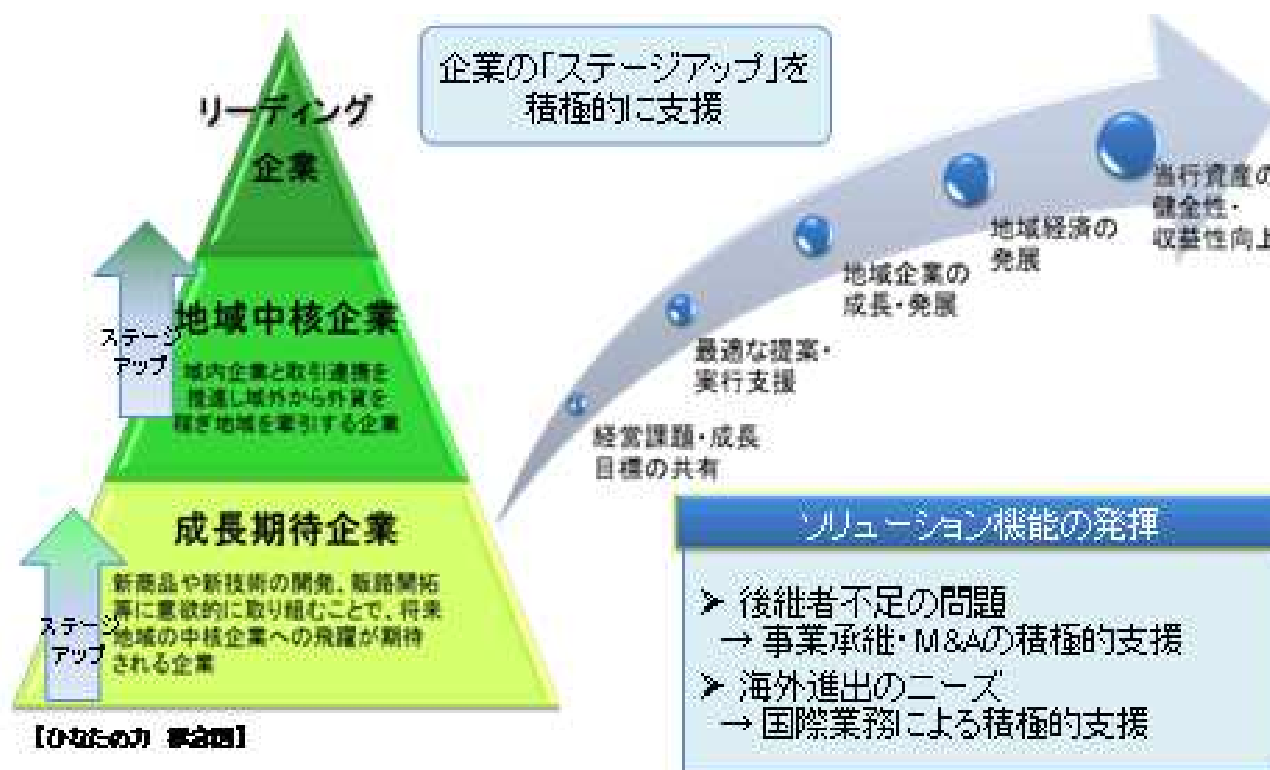 企業の「ステージアップ」を
積極的に支援
リーディング
企業
地域中核企業
域内企業と取引連携を
推進し域外から外貨を
稼ぎ地域を牽引する企業
ステージ
アップ
成長期待企業
新商品や新技術の開発、販路開拓
等に意欲的に取り組むことで、将来
地域の中核企業への飛躍が期待
される企業
ステージ
アップ
【ひなたの力 概念図】
経営課題・成長
目標の共有
最適な提案・
実行支援
地域企業の
成長・発展
地域経済の
発展
当行資産の
健全性・
収益性向上
ソリューション機能の発揮
➢ 後継者不足の問題
→ 事業承継・M&Aの積極的支援
➢ 海外進出のニーズ
→ 国際業務による積極的支援